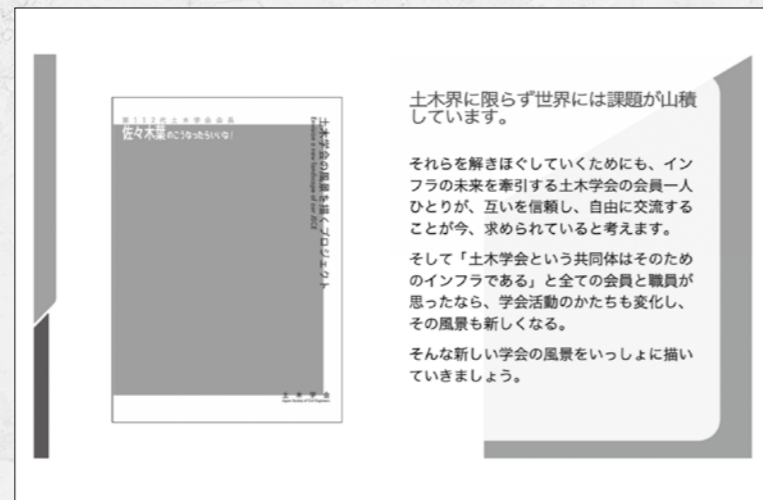 第112代土木学会会長
佐々木葉のこうなったらいいな！
土木学会の風景を描くプロジェクト
Envision a new landscape of our JSCE
土木学会
Japan Society of Civil Engineers
土木界に限らず世界には課題が山積
しています。
それらを解きほぐしていくためにも、イン
フラの未来を牽引する土木学会の会員一人
ひとりが、互いを信頼し、自由に交流する
ことが今、求められていると考えます。
そして「土木学会という共同体はそのため
のインフラである」と全ての会員と職員が
思ったなら、学会活動のかたちも変化し、
その風景も新しくなる。
そんな新しい学会の風景をいっしょに描い
ていきましょう。